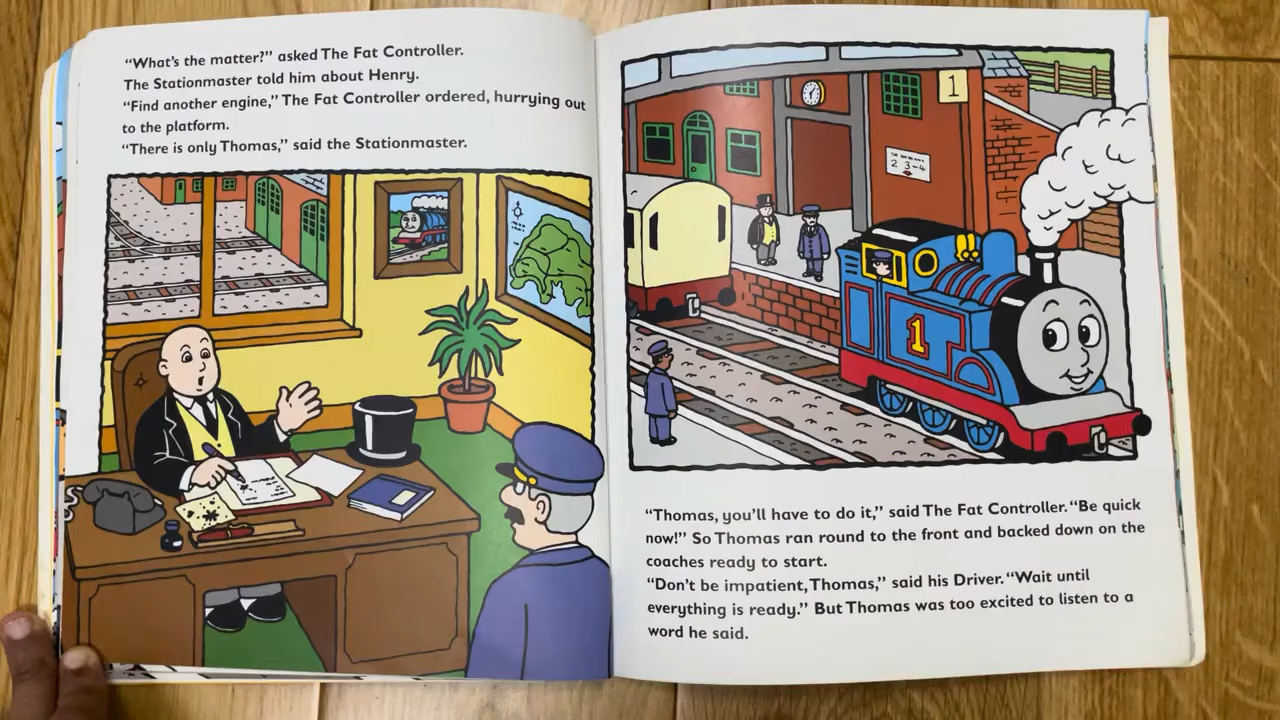 “What’s the matter?” asked The Fat Controller.
The Stationmaster told him about Henry.
“Find another engine,” The Fat Controller ordered, hurrying out
to the platform.
“There is only Thomas,” said the Stationmaster.
1
2 3-4
1
“Thomas, you’ll have to do it,” said The Fat Controller. “Be quick
now!” So Thomas ran round to the front and backed down on the
coaches ready to start.
“Don’t be impatient, Thomas,” said his Driver. “Wait until
everything is ready.” But Thomas was too excited to listen to a
word he said.